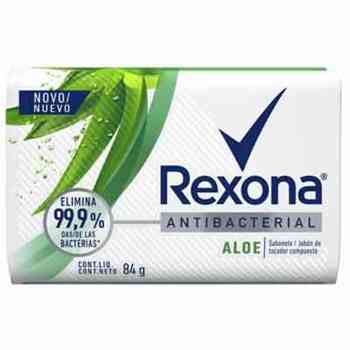 NOVO/
NUEVO
Rexona
ANTIBACTERIAL
ELIMINA
99,9%
DAS/DE LAS
BACTÉRIAS*
ALOE
Sabonete / Jabón de
tocador compuesto
CONT.LIQ.
CONT.NETO 84 g